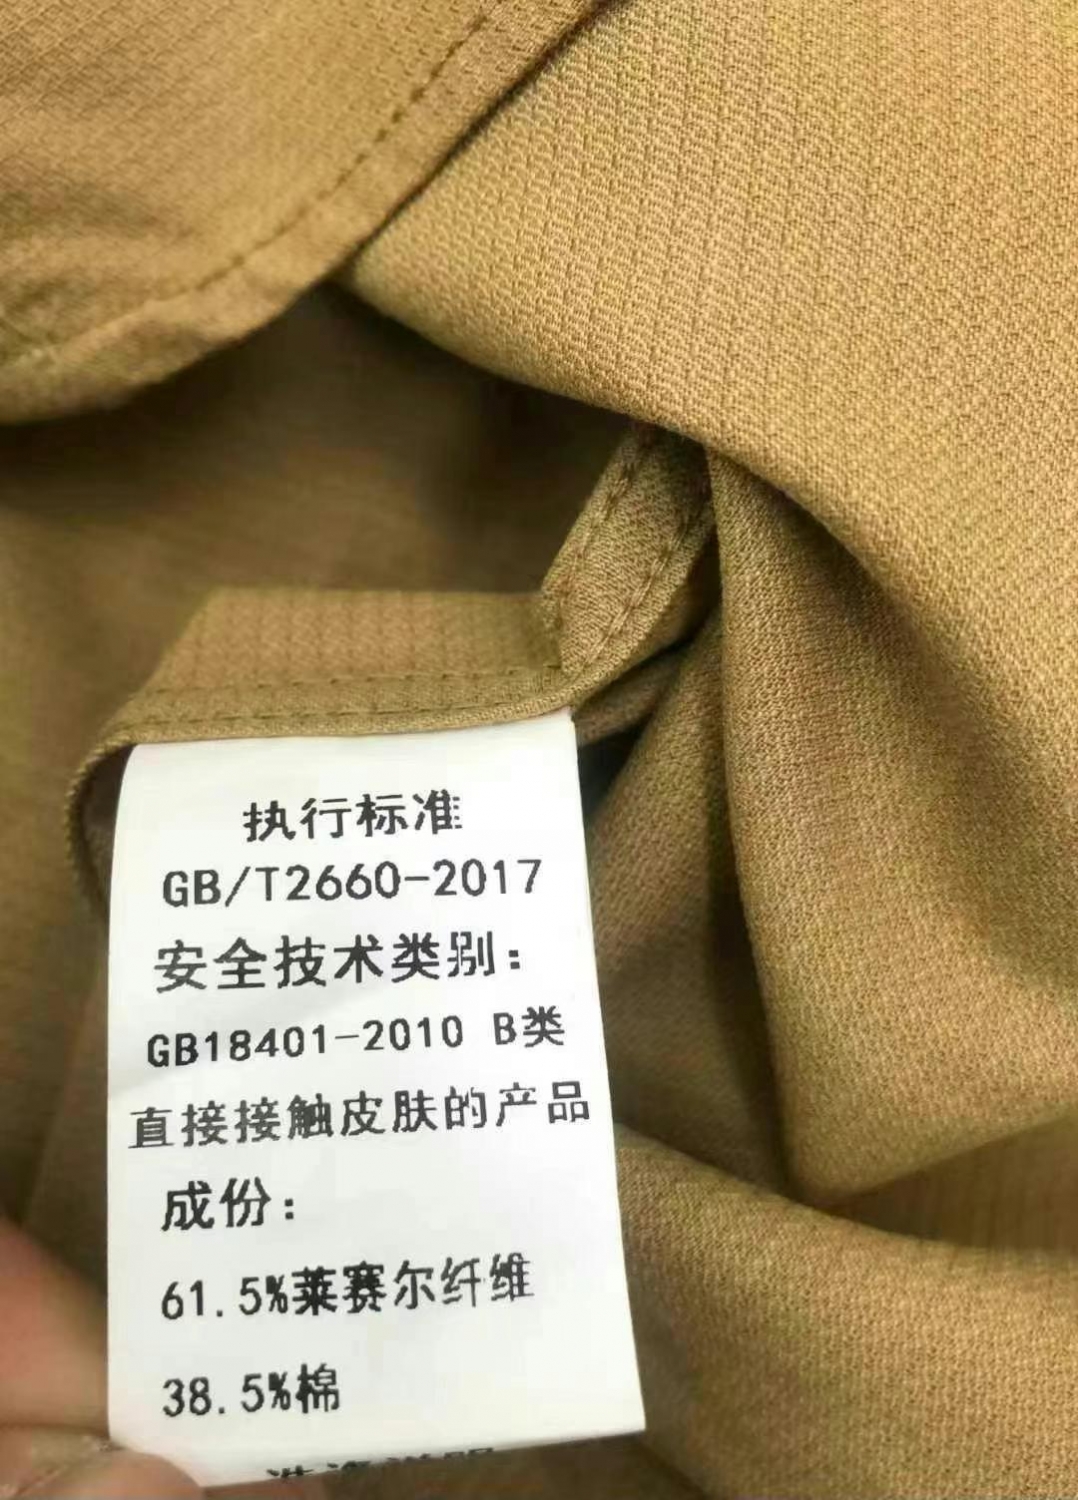 执行标准
GB/T2660-2017
安全技术类别:
GB18401-2010 B类
直接接触皮肤的产品
成份:
61.5%莱赛尔纤维
38.5%棉